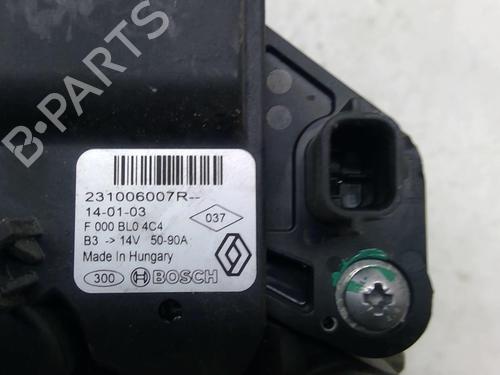 B-PARTS
231006007R--
14-01-03
037
F 000 BL0 4C4
B3 -> 14V 50-90A
Made In Hungary
300 BOSCH